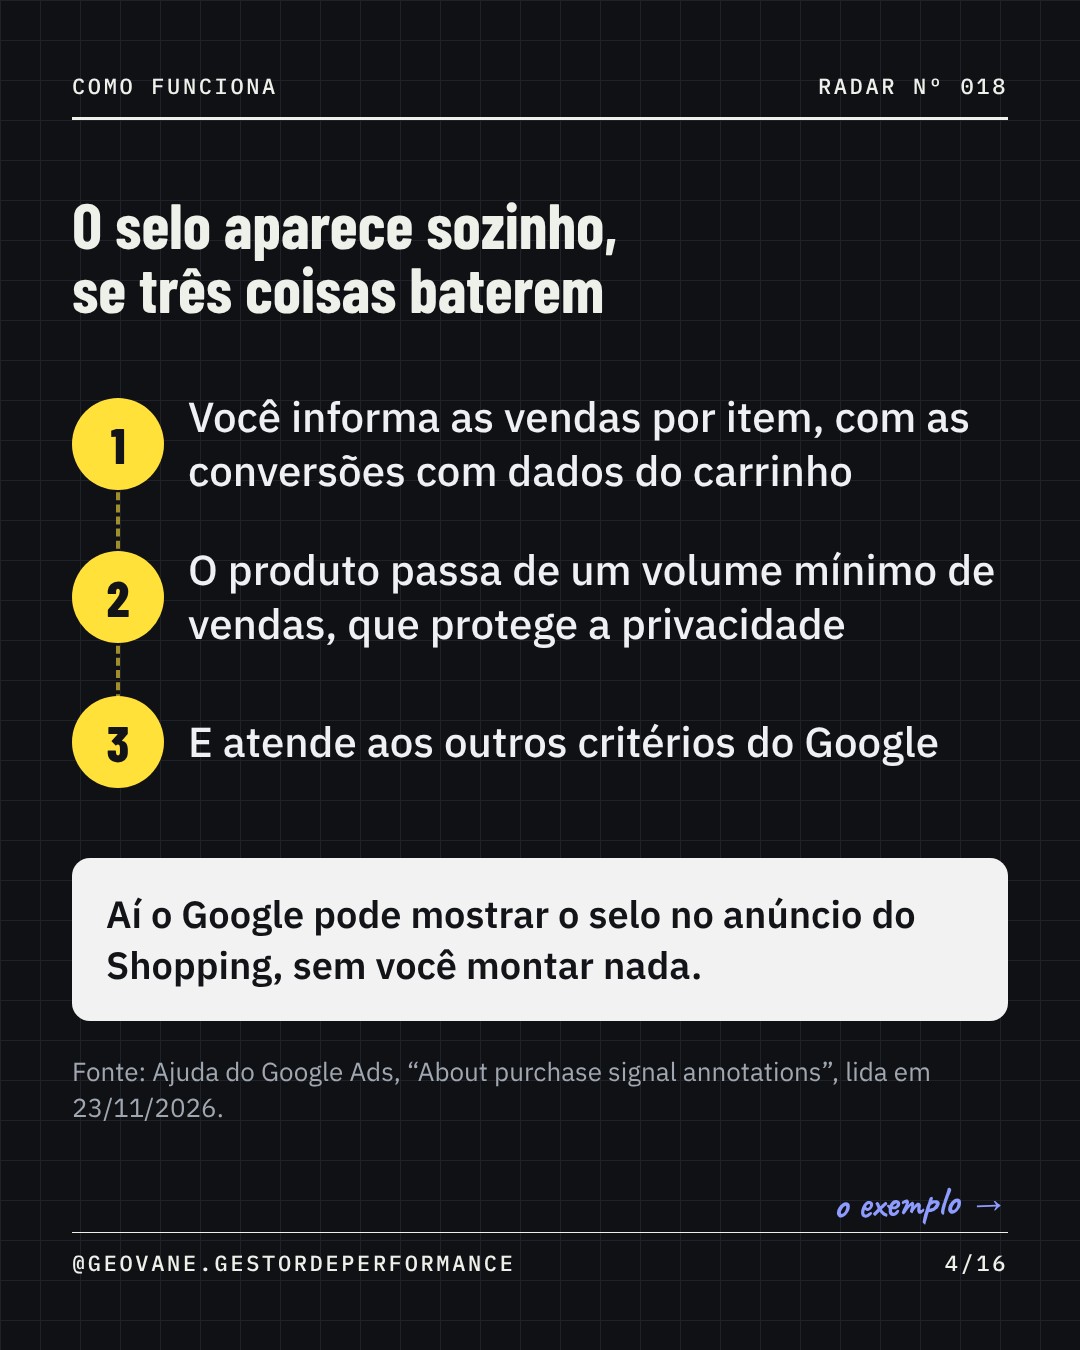 COMO FUNCIONA
RADAR Nº 018
O selo aparece sozinho,
se três coisas baterem
1
Você informa as vendas por item, com as
conversões com dados do carrinho
2
O produto passa de um volume mínimo de
vendas, que protege a privacidade
3
E atende aos outros critérios do Google
Aí o Google pode mostrar o selo no anúncio do
Shopping, sem você montar nada.
Fonte: Ajuda do Google Ads, “About purchase signal annotations”, lida em
23/11/2026.
o exemplo →
@GEOVANE.GESTORDEPERFORMANCE
4/16